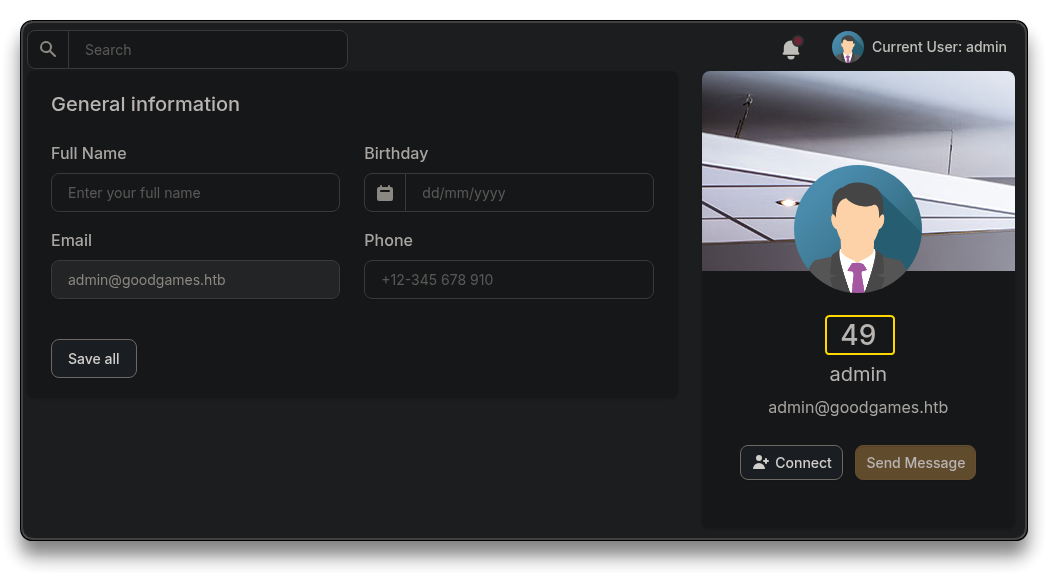 Search
Current User: admin
General information
Full Name
Birthday
Enter your full name
dd/mm/yyyy
Email
Phone
admin@goodgames.htb
+12-345 678 910
Save all
49
admin
admin@goodgames.htb
Connect
Send Message